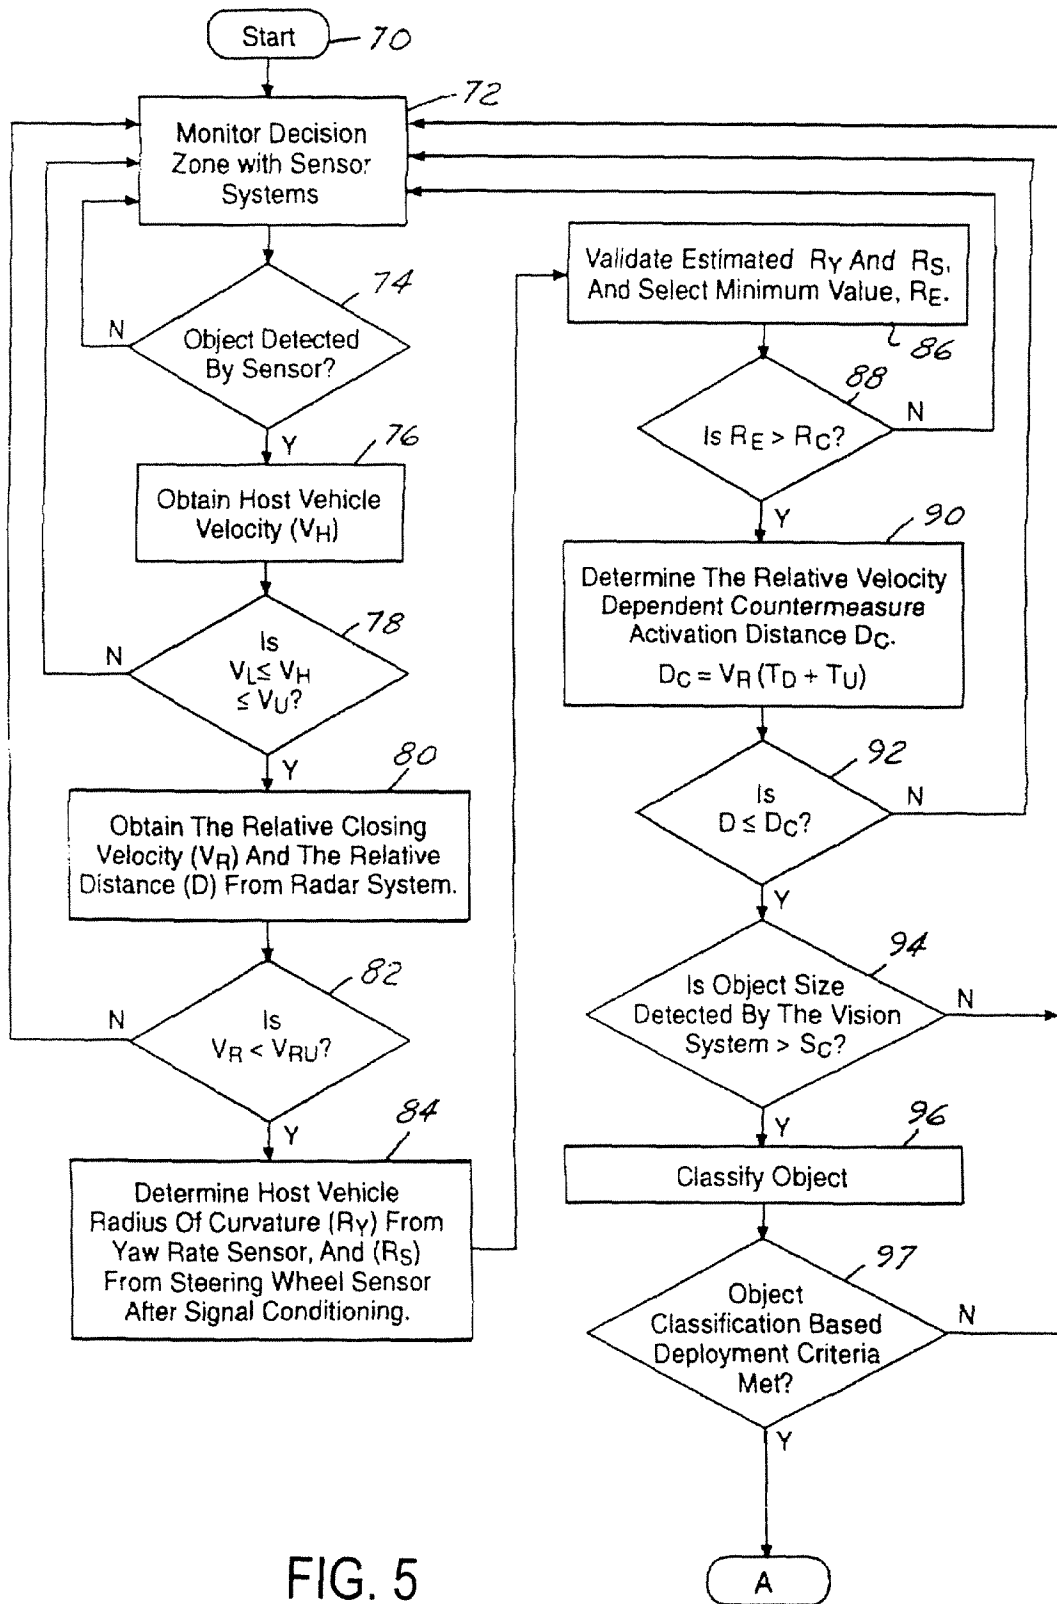 Start
70
72
Monitor Decision
Zone with Sensor
Systems
74
N
Object Detected
By Sensor?
Y
76
Obtain Host Vehicle
Velocity (VH)
78
N
Is
VL ≤ VH
≤ VU?
Y
80
Obtain The Relative Closing
Velocity (VR) And The Relative
Distance (D) From Radar System.
82
N
Is
VR < VRU?
Y
84
Determine Host Vehicle
Radius Of Curvature (RY) From
Yaw Rate Sensor, And (RS)
From Steering Wheel Sensor
After Signal Conditioning.
Validate Estimated RY And RS,
And Select Minimum Value, RE.
86
88
N
Is RE > RC?
Y
90
Determine The Relative Velocity
Dependent Countermeasure
Activation Distance DC.
DC = VR (TD + TU)
92
N
Is
D ≤ DC?
Y
94
N
Is Object Size
Detected By The Vision
System > SC?
Y
96
Classify Object
97
N
Object
Classification Based
Deployment Criteria
Met?
Y
A
FIG. 5